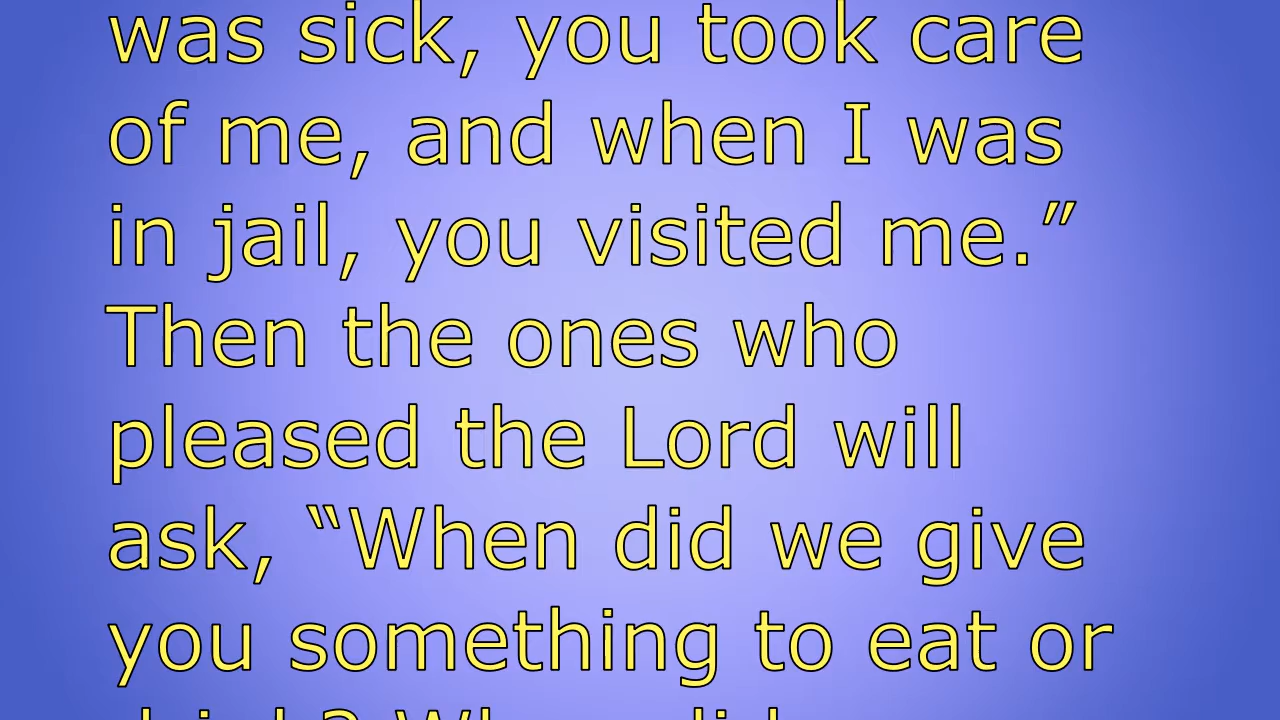 was sick, you took care
of me, and when I was
in jail, you visited me.”
Then the ones who
pleased the Lord will
ask, “When did we give
you something to eat or